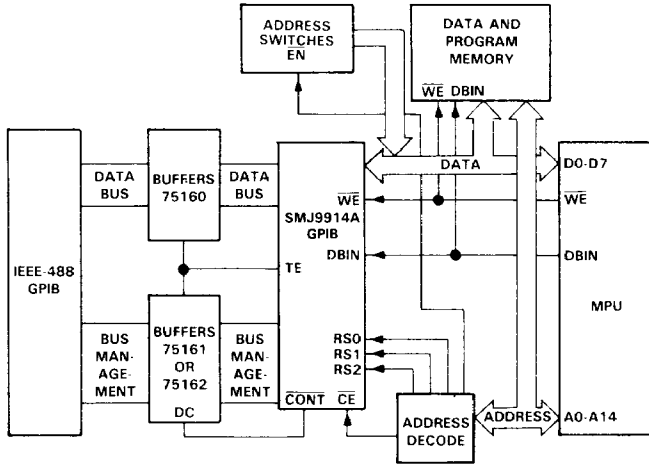 ADDRESS
SWITCHES
EN
DATA AND
PROGRAM
MEMORY
WE DBIN
IEEE-488
GPIB
DATA
BUS
BUFFERS
75160
DATA
BUS
SMJ9914A
GPIB
WE
DBIN
TE
RS0
RS1
RS2
CONT CE
DATA
D0-D7
WE
DBIN
MPU
A0-A14
BUS
MAN-
AGE-
MENT
BUFFERS
75161
OR
75162
DC
BUS
MAN-
AGE-
MENT
ADDRESS
DECODE
ADDRESS